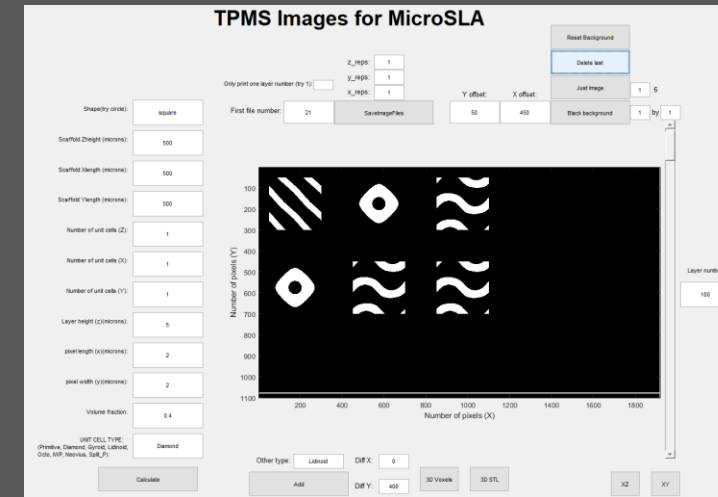 TPMS Images for MicroSLA
Reset Background
Delete last
Just Image 1 5
Black background 1 by 1
z_reps: 1
y_reps: 1
x_reps: 1
Only print one layer number (try 1):
First file number: 21 SaveImageFiles
Y offset: X offset:
50 450
Shape(try circle): square
Scaffold Zheight (microns): 500
Scaffold Xlength (microns): 500
Scaffold Ylength (microns): 500
Number of unit cells (Z): 1
Number of unit cells (X): 1
Number of unit cells (Y): 1
Layer height (z)(microns): 5
pixel length (x)(microns): 2
pixel width (y)(microns): 2
Volume fraction: 0.4
UNIT CELL TYPE:
(Primitive, Diamond, Gyroid, Lidinoid,
Octo, IWP, Neovius, Split_P): Diamond
Calculate
Number of pixels (Y)
100
200
300
400
500
600
700
800
900
1000
1100
200 400 600 800 1000 1200 1400 1600 1800
Number of pixels (X)
Layer numb
100
Other type: Lidinoid Diff X: 0
Add Diff Y: 400
3D Voxels 3D STL
XZ XY